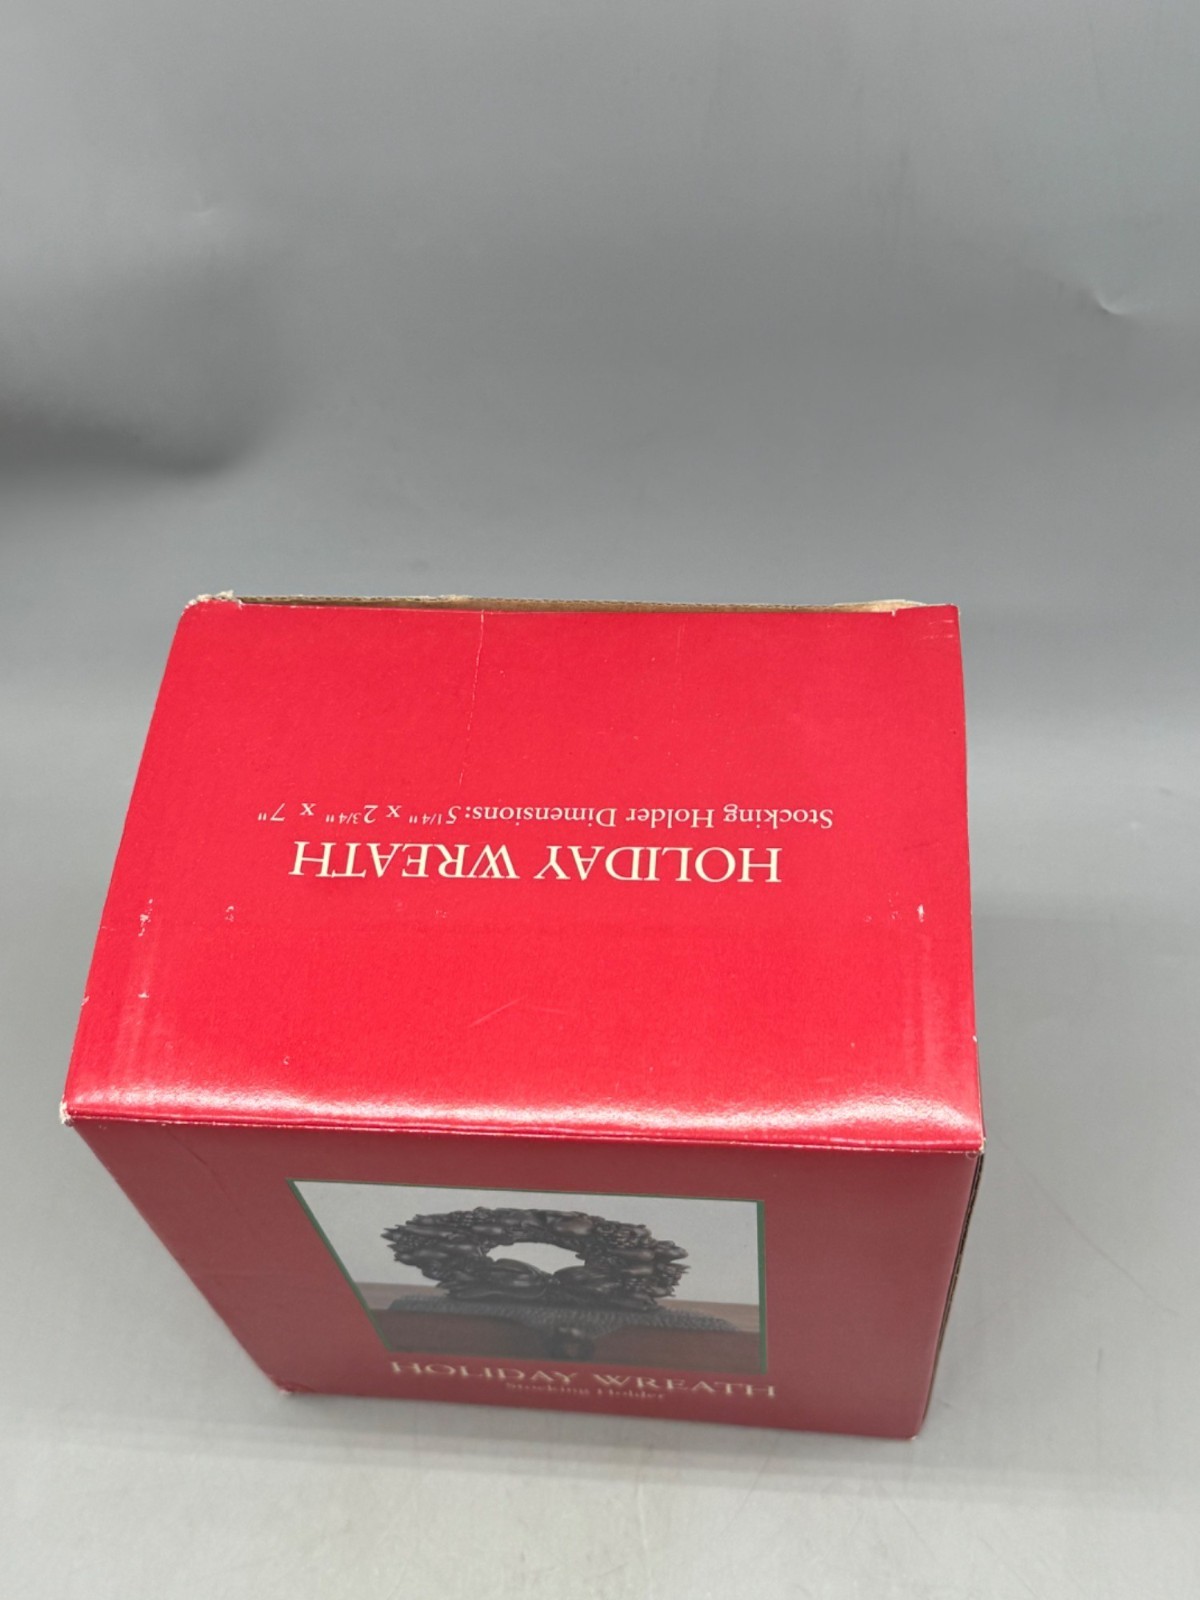 HOLIDAY WREATH
Stocking Holder Dimensions: 5 1/4" x 2 3/4" x 7"
HOLIDAY WREATH
Stocking Holder